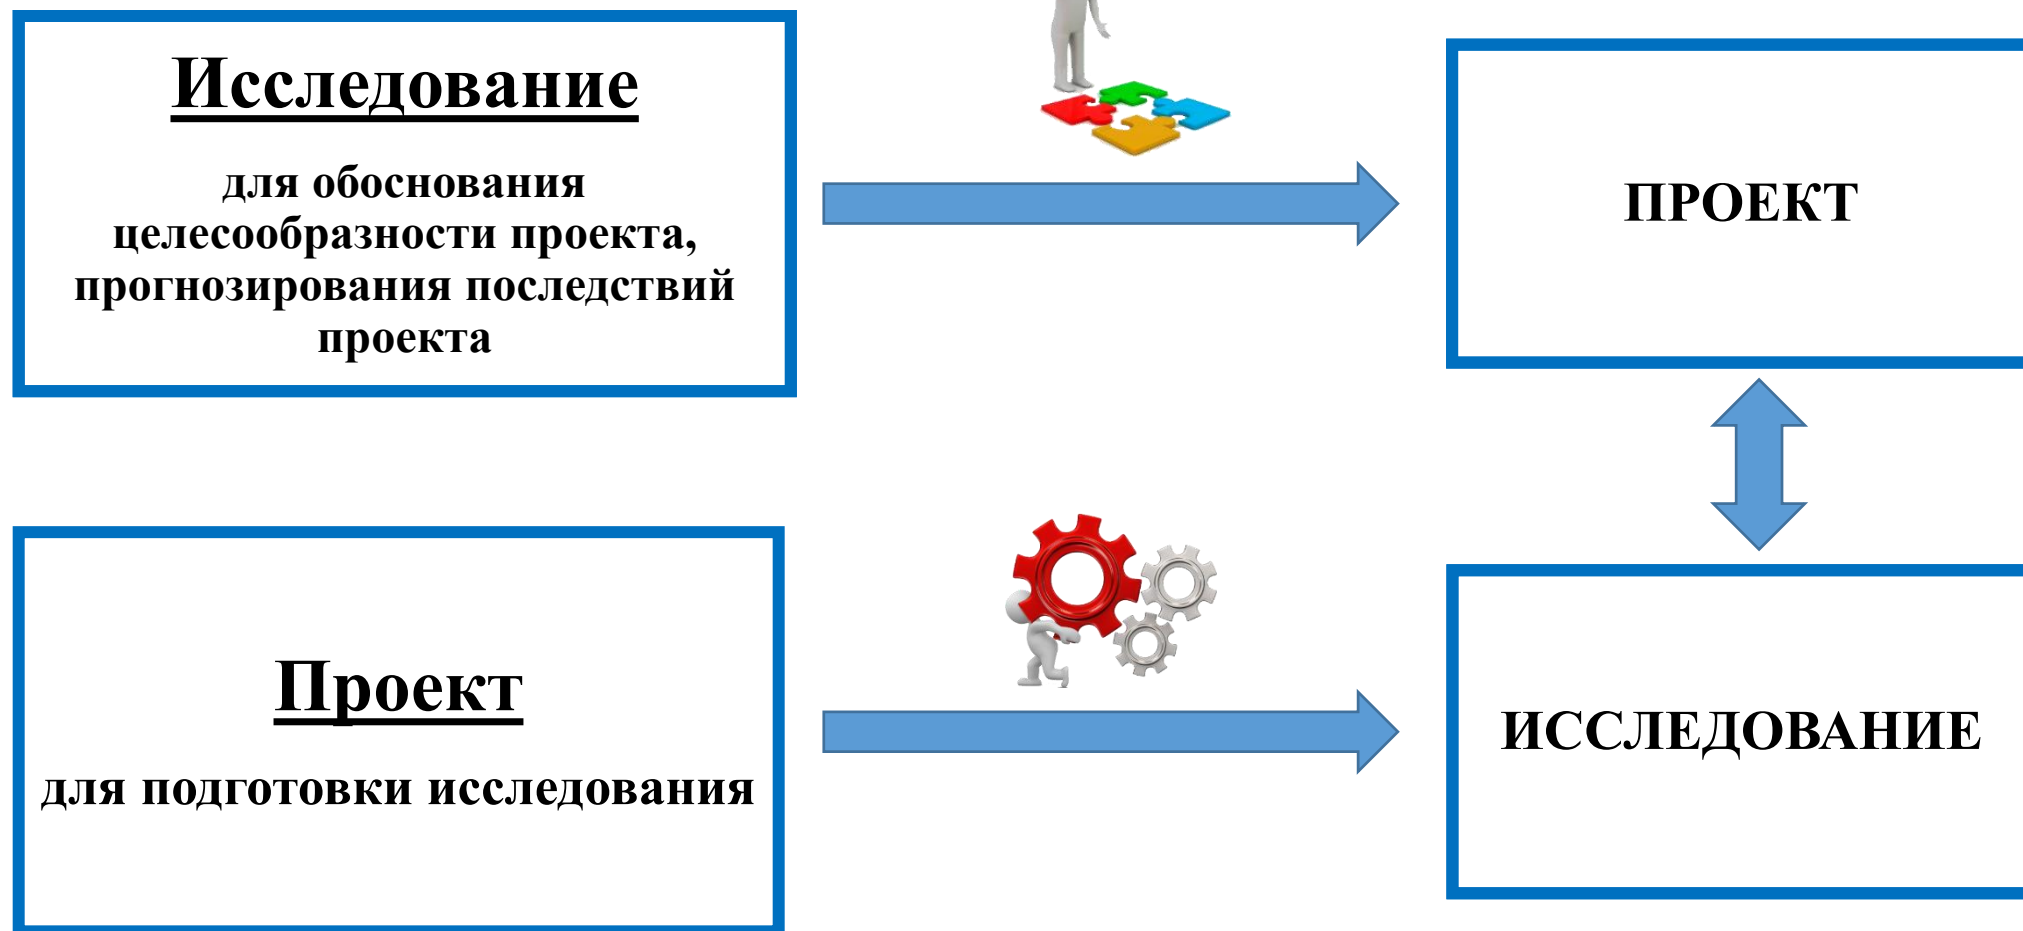 Исследование
для обоснования
целесообразности проекта,
прогнозирования последствий
проекта
ПРОЕКТ
Проект
для подготовки исследования
ИССЛЕДОВАНИЕ